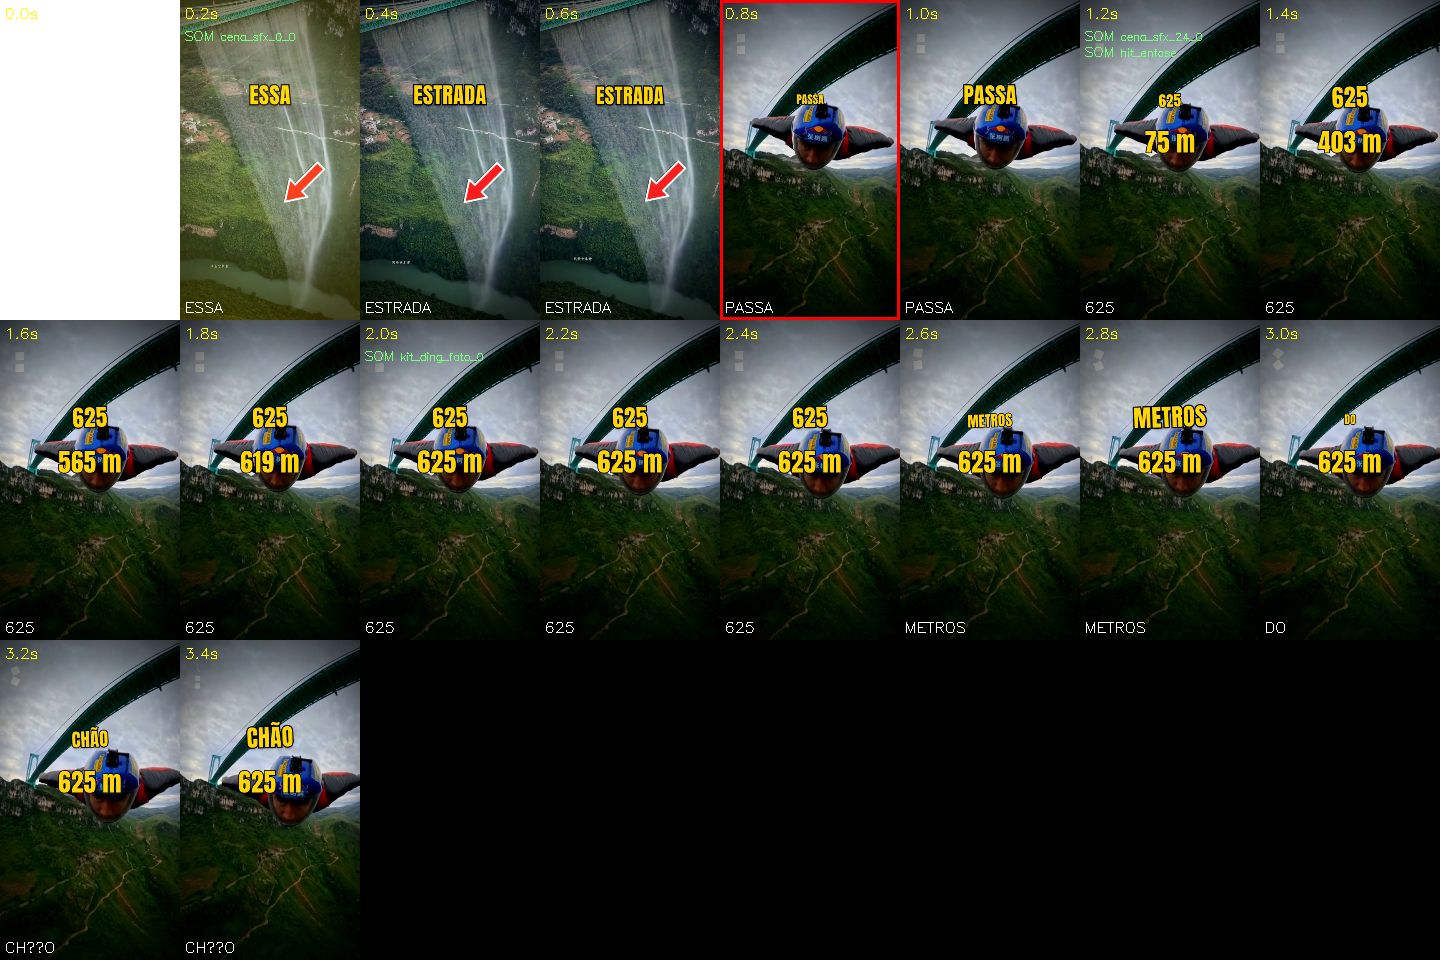 0.0s
0.2s
SOM cena_sfx_0_0
ESSA
ESSA
0.4s
ESTRADA
ESTRADA
0.6s
ESTRADA
ESTRADA
0.8s
PASSA
PASSA
1.0s
PASSA
PASSA
1.2s
SOM cena_sfx_24_0
SOM hit_enfase
625
75 m
625
1.4s
625
403 m
625
1.6s
625
565 m
625
1.8s
625
619 m
625
2.0s
SOM kit_ding_fato_0
625
625 m
625
2.2s
625
625 m
625
2.4s
625
625 m
625
2.6s
METROS
625 m
METROS
2.8s
METROS
625 m
METROS
3.0s
DO
625 m
DO
3.2s
CHÃO
625 m
CH??O
3.4s
CHÃO
625 m
CH??O